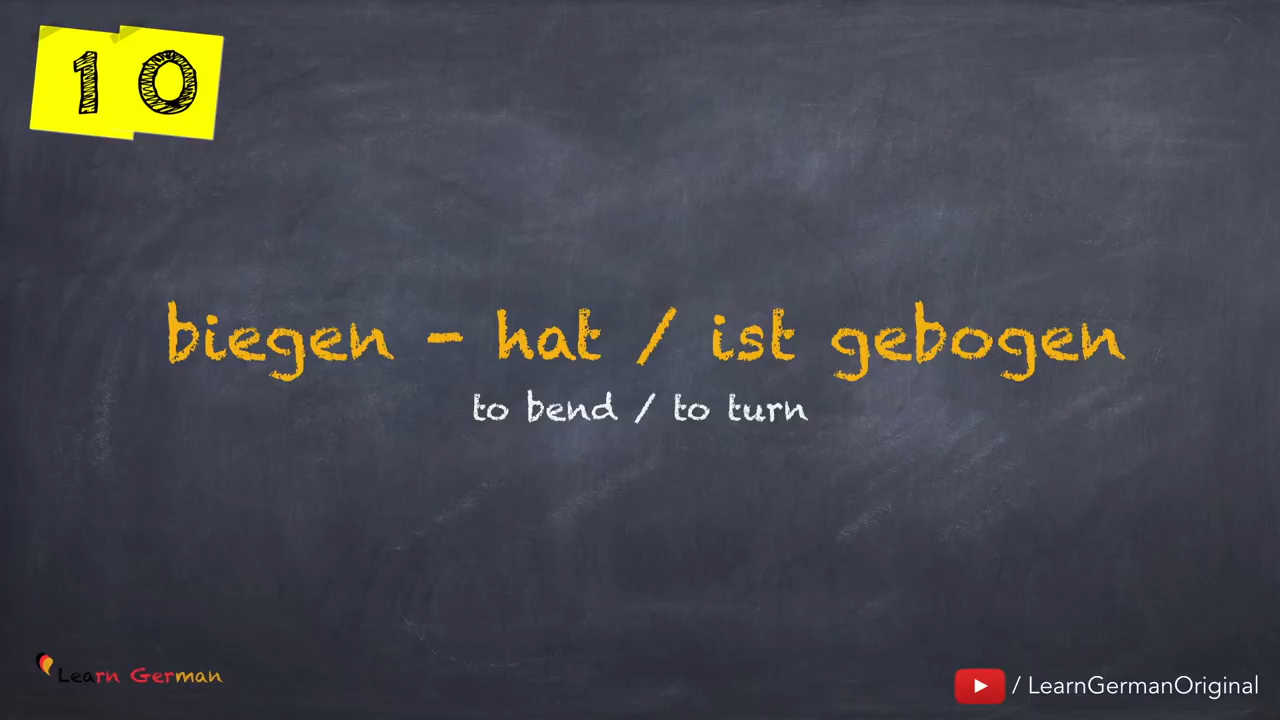 10
biegen - hat / ist gebogen
to bend / to turn
Learn German
/ LearnGermanOriginal